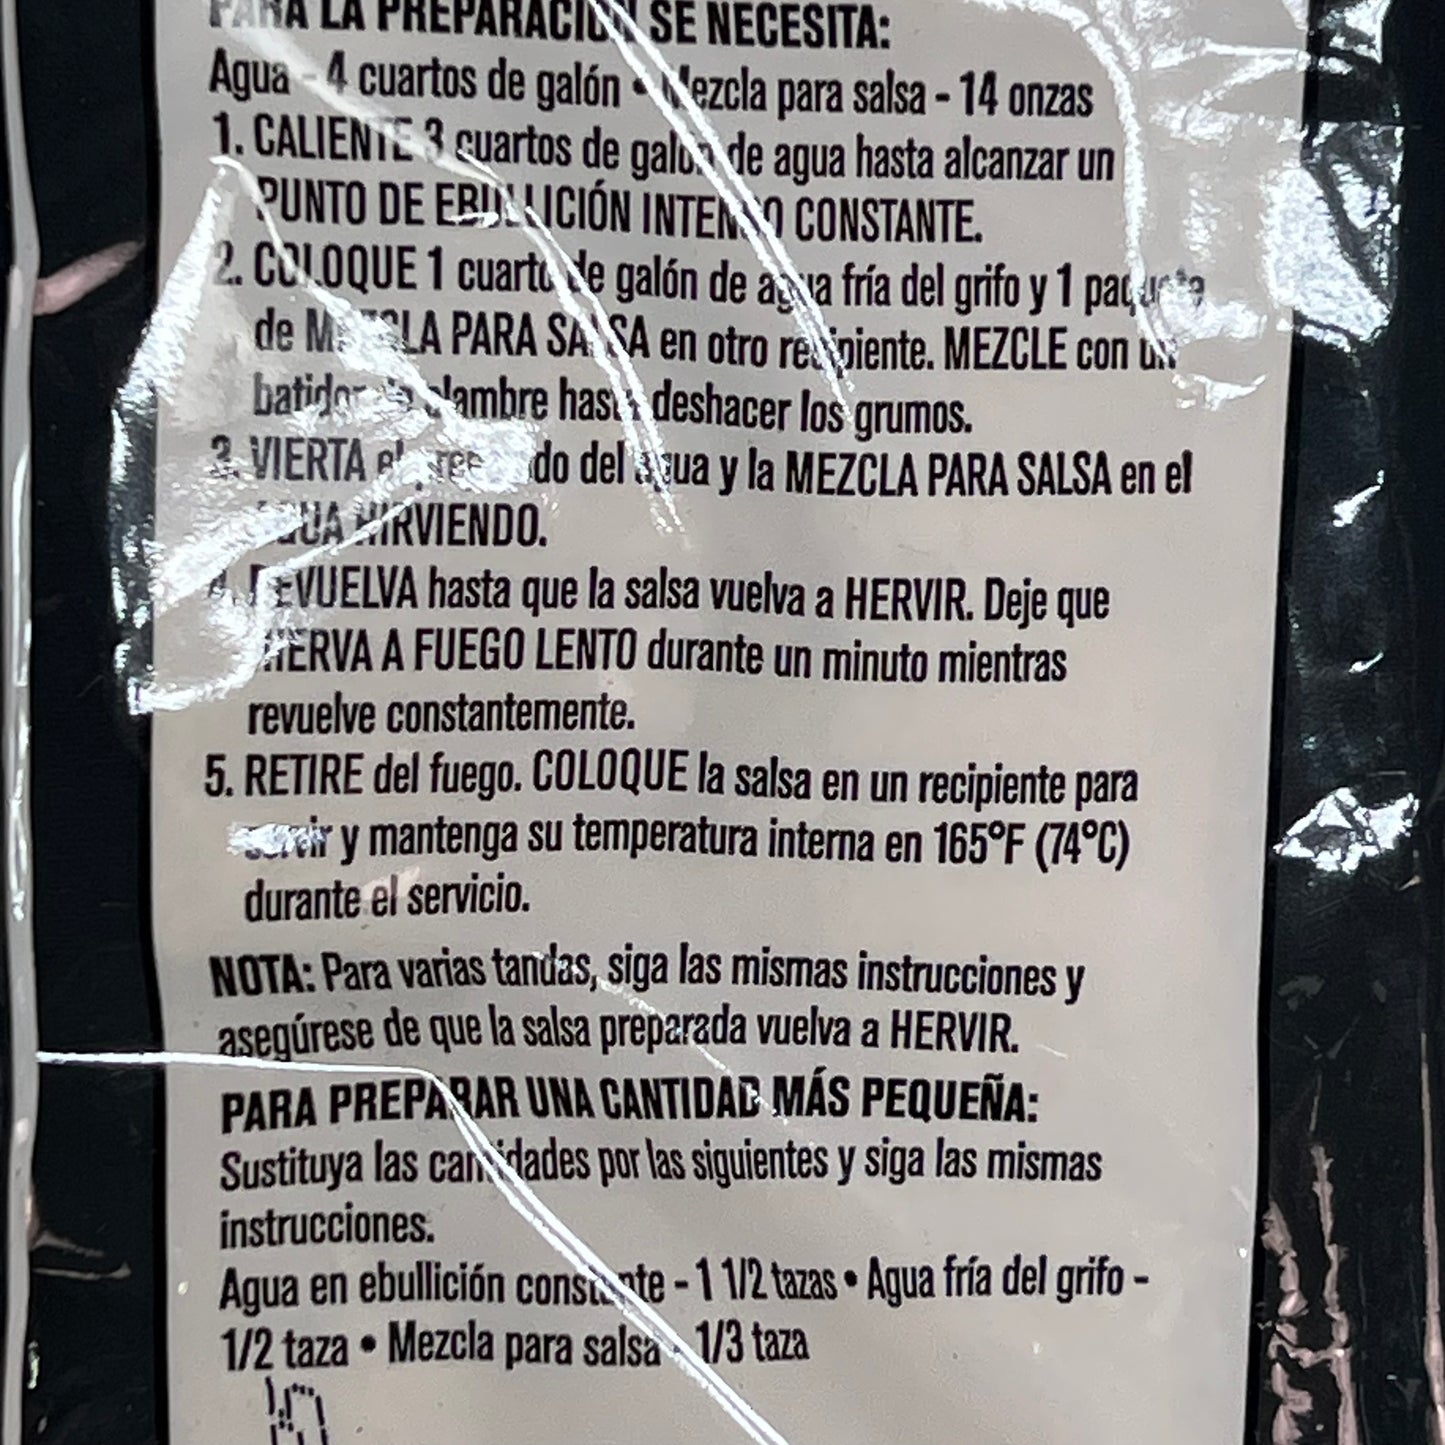 PARA LA PREPARACIÓN SE NECESITA:
Agua - 4 cuartos de galón • Mezcla para salsa - 14 onzas
1. CALIENTE 3 cuartos de galón de agua hasta alcanzar un
PUNTO DE EBULLICIÓN INTENSO CONSTANTE.
2. COLOQUE 1 cuarto de galón de agua fría del grifo y 1 paquete
de MEZCLA PARA SALSA en otro recipiente. MEZCLE con un
batidor de alambre hasta deshacer los grumos.
3. VIERTA el preparado del agua y la MEZCLA PARA SALSA en el
AGUA HIRVIENDO.
4. REVUELVA hasta que la salsa vuelva a HERVIR. Deje que
HIERVA A FUEGO LENTO durante un minuto mientras
revuelve constantemente.
5. RETIRE del fuego. COLOQUE la salsa en un recipiente para
servir y mantenga su temperatura interna en 165°F (74°C)
durante el servicio.
NOTA: Para varias tandas, siga las mismas instrucciones y
asegúrese de que la salsa preparada vuelva a HERVIR.
PARA PREPARAR UNA CANTIDAD MÁS PEQUEÑA:
Sustituya las cantidades por las siguientes y siga las mismas
instrucciones.
Agua en ebullición constante - 1 1/2 tazas • Agua fría del grifo -
1/2 taza • Mezcla para salsa - 1/3 taza